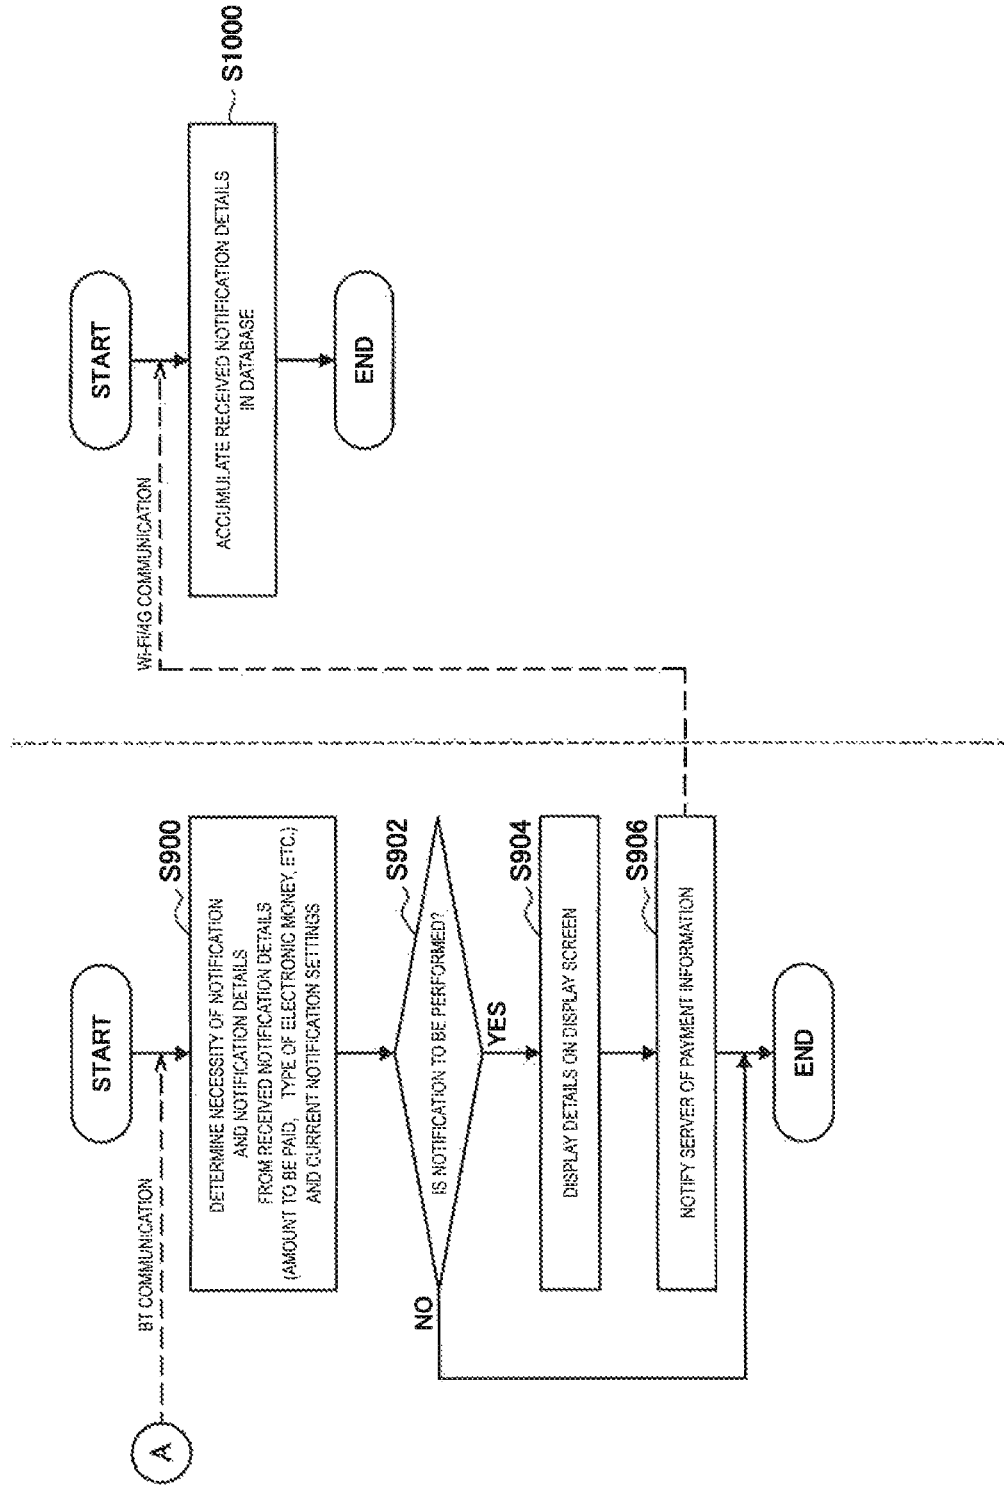 START
BT COMMUNICATION
A
S900
DETERMINE NECESSITY OF NOTIFICATION
AND NOTIFICATION DETAILS
FROM RECEIVED NOTIFICATION DETAILS
(AMOUNT TO BE PAID, TYPE OF ELECTRONIC MONEY, ETC.)
AND CURRENT NOTIFICATION SETTINGS
S902
IS NOTIFICATION TO BE PERFORMED?
NO
YES
S904
DISPLAY DETAILS ON DISPLAY SCREEN
S906
NOTIFY SERVER OF PAYMENT INFORMATION
END
START
Wi-Fi/4G COMMUNICATION
S1000
ACCUMULATE RECEIVED NOTIFICATION DETAILS
IN DATABASE
END